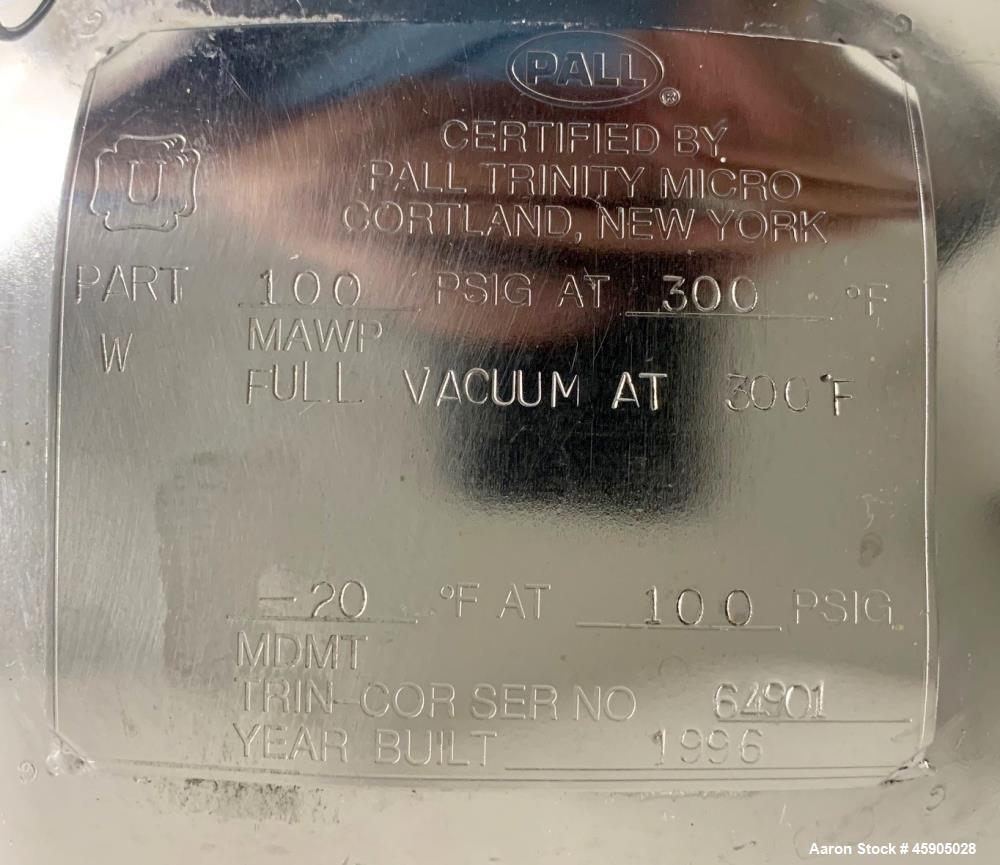 PALL ®
CERTIFIED BY
PALL TRINITY MICRO
CORTLAND, NEW YORK
U
PART 100 PSIG AT 300 °F
W MAWP
FULL VACUUM AT 300°F
-20 °F AT 100 PSIG
MDMT
TRIN-COR SER NO 64901
YEAR BUILT 1996
Aaron Stock # 45905028